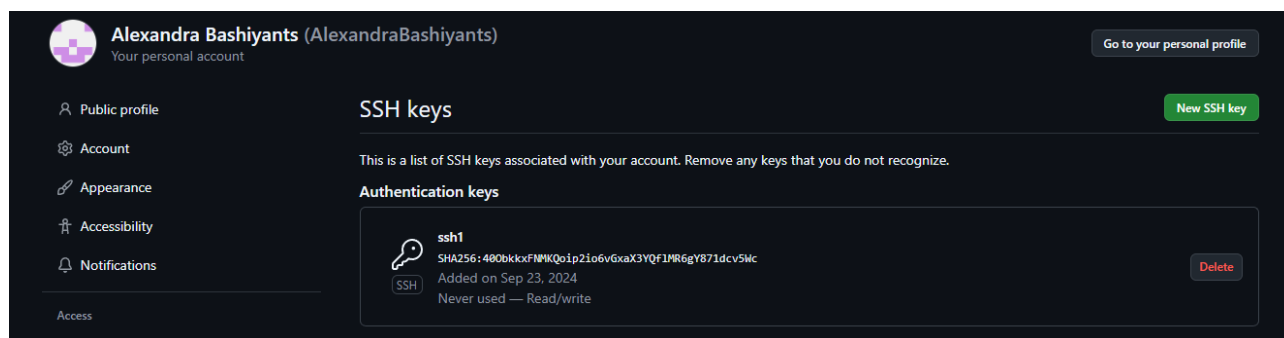 Alexandra Bashiyants (AlexandraBashiyants)
Your personal account
Go to your personal profile
Public profile
Account
Appearance
Accessibility
Notifications
Access
SSH keys
New SSH key
This is a list of SSH keys associated with your account. Remove any keys that you do not recognize.
Authentication keys
ssh1
SHA256:40ObkkxFNMKQoip2io6vGxaX3YQf1MR6gY871dcv5Wc
Added on Sep 23, 2024
Never used — Read/write
SSH
Delete